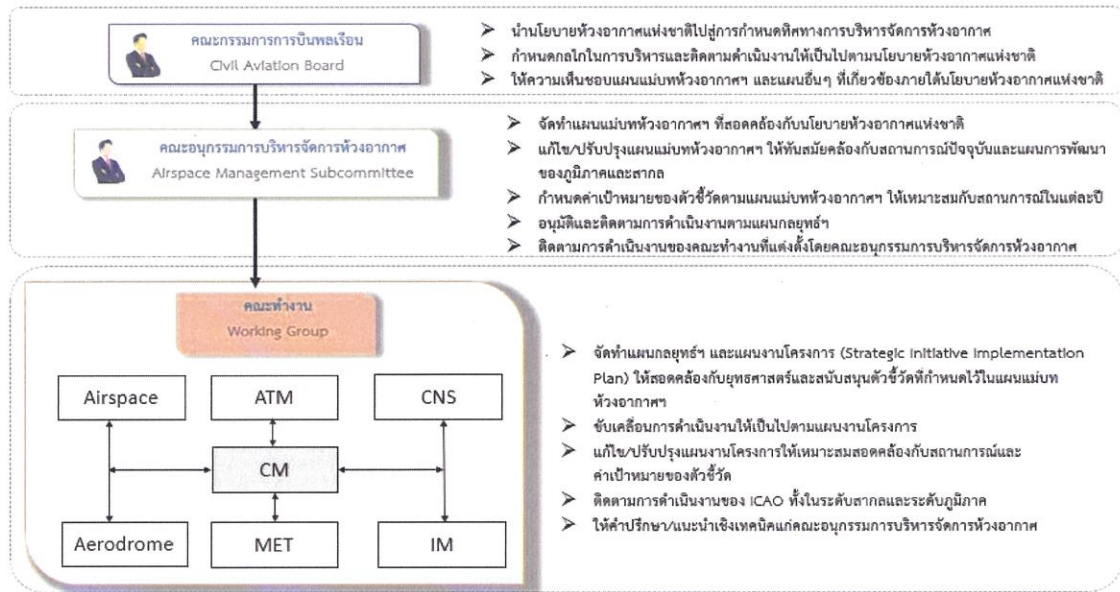 คณะกรรมการการบินพลเรือน
Civil Aviation Board
➢ นำนโยบายห้วงอากาศแห่งชาติไปสู่การกำหนดทิศทางการบริหารจัดการห้วงอากาศ
➢ กำหนดกลไกในการบริหารและติดตามดำเนินงานให้เป็นไปตามนโยบายห้วงอากาศแห่งชาติ
➢ ให้ความเห็นชอบแผนแม่บทห้วงอากาศฯ และแผนอื่นๆ ที่เกี่ยวข้องภายใต้นโยบายห้วงอากาศแห่งชาติ
คณะอนุกรรมการบริหารจัดการห้วงอากาศ
Airspace Management Subcommittee
➢ จัดทำแผนแม่บทห้วงอากาศฯ ที่สอดคล้องกับนโยบายห้วงอากาศแห่งชาติ
➢ แก้ไข/ปรับปรุงแผนแม่บทห้วงอากาศฯ ให้ทันสมัยคล้องกับสถานการณ์ปัจจุบันและแผนการพัฒนา
ของภูมิภาคและสากล
➢ กำหนดค่าเป้าหมายของตัวชี้วัดตามแผนแม่บทห้วงอากาศฯ ให้เหมาะสมกับสถานการณ์ในแต่ละปี
➢ อนุมัติและติดตามการดำเนินงานตามแผนกลยุทธ์ฯ
➢ ติดตามการดำเนินงานของคณะทำงานที่แต่งตั้งโดยคณะอนุกรรมการบริหารจัดการห้วงอากาศ
คณะทำงาน
Working Group
Airspace
ATM
CNS
CM
Aerodrome
MET
IM
➢ จัดทำแผนกลยุทธ์ฯ และแผนงานโครงการ (Strategic Initiative Implementation
Plan) ให้สอดคล้องกับยุทธศาสตร์และสนับสนุนตัวชี้วัดที่กำหนดไว้ในแผนแม่บท
ห้วงอากาศฯ
➢ ขับเคลื่อนการดำเนินงานให้เป็นไปตามแผนงานโครงการ
➢ แก้ไข/ปรับปรุงแผนงานโครงการให้เหมาะสมสอดคล้องกับสถานการณ์และ
ค่าเป้าหมายของตัวชี้วัด
➢ ติดตามการดำเนินงานของ ICAO ทั้งในระดับสากลและระดับภูมิภาค
➢ ให้คำปรึกษา/แนะนำเชิงเทคนิคแก่คณะอนุกรรมการบริหารจัดการห้วงอากาศ